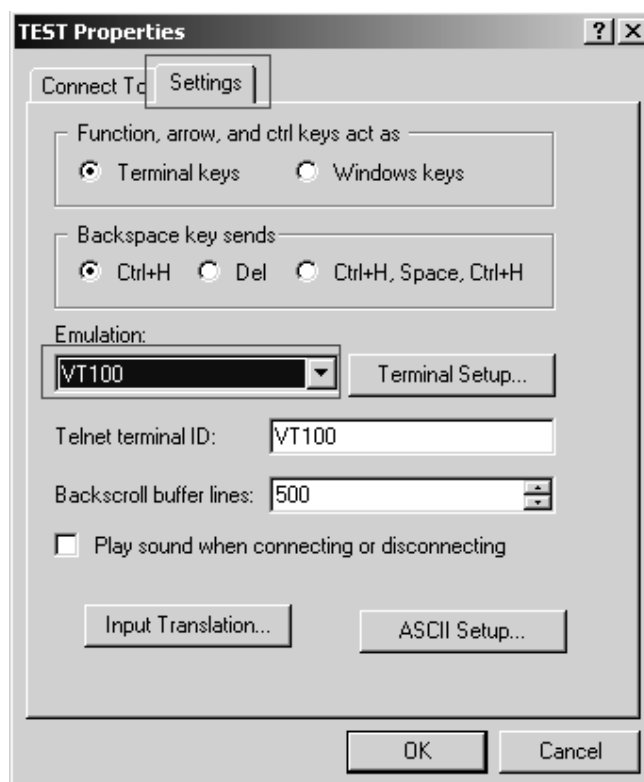 TEST Properties
Connect To
Settings
Function, arrow, and ctrl keys act as
Terminal keys
Windows keys
Backspace key sends
Ctrl+H
Del
Ctrl+H, Space, Ctrl+H
Emulation:
VT100
Terminal Setup...
Telnet terminal ID:
VT100
Backscroll buffer lines:
500
Play sound when connecting or disconnecting
Input Translation...
ASCII Setup...
OK
Cancel